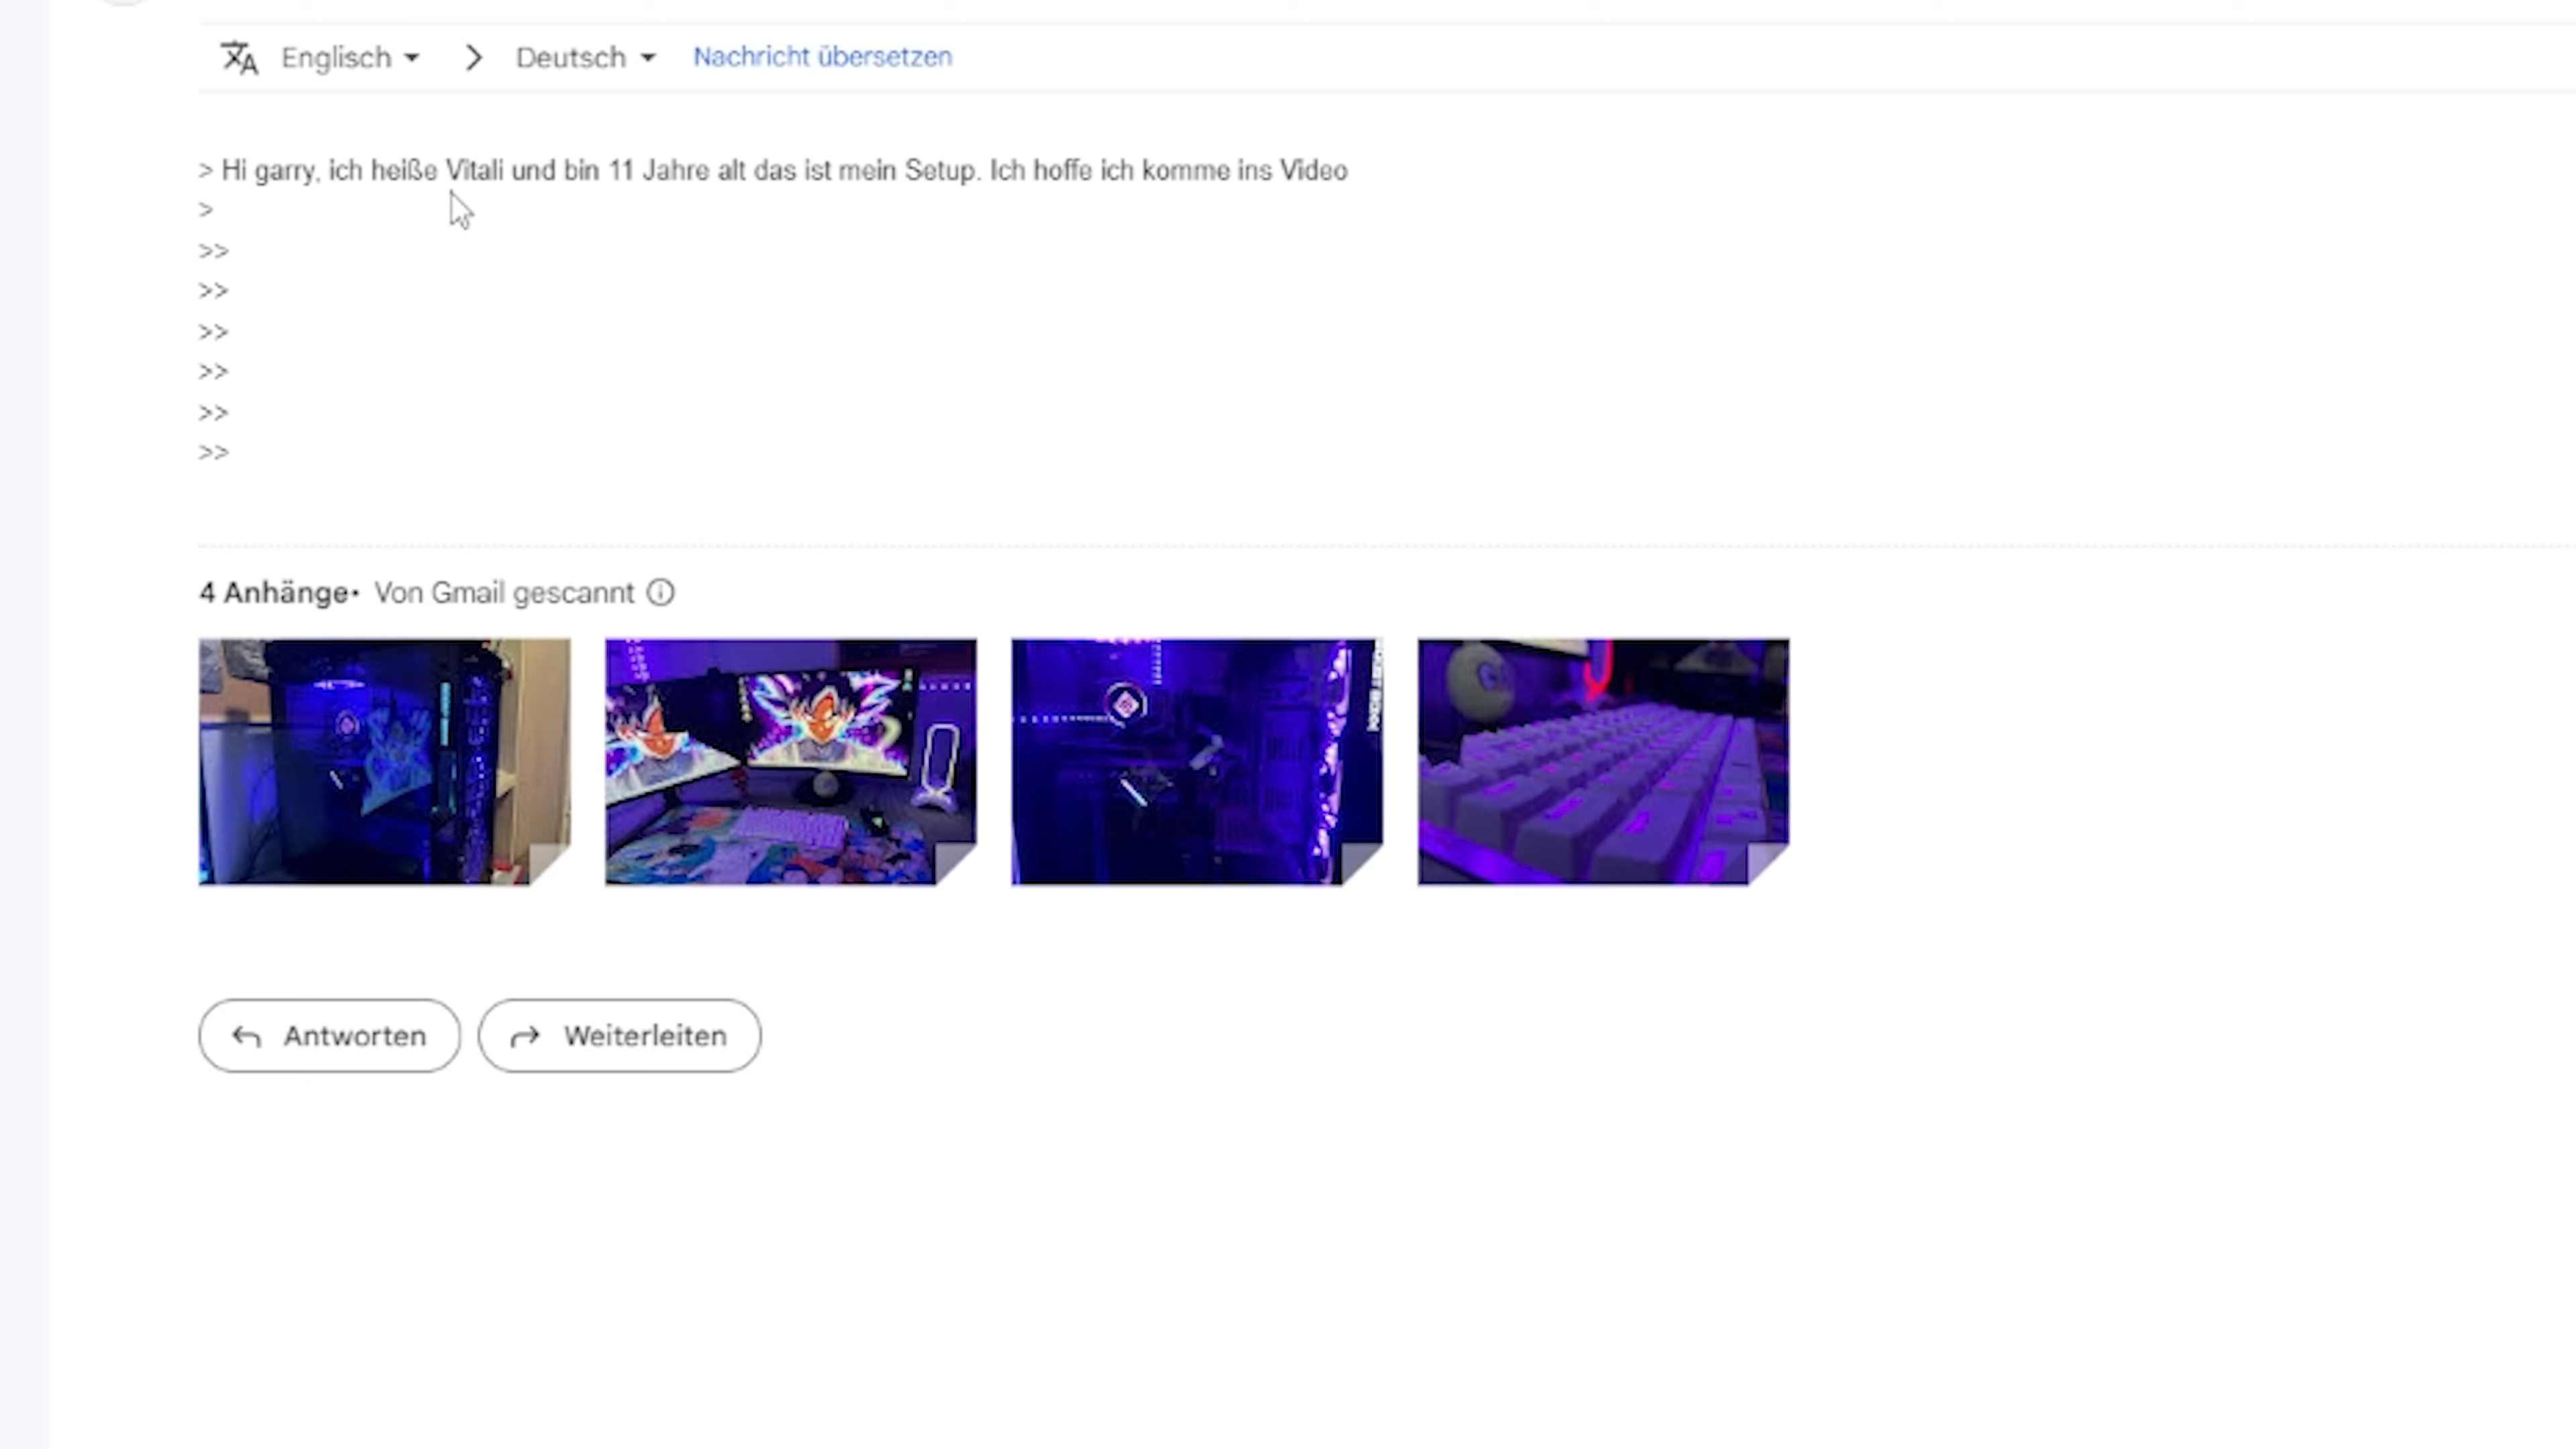 Englisch Deutsch Nachricht übersetzen
> Hi garry, ich heiße Vitali und bin 11 Jahre alt das ist mein Setup. Ich hoffe ich komme ins Video
>
>>
>>
>>
>>
>>
>>
4 Anhänge• Von Gmail gescannt
Antworten Weiterleiten